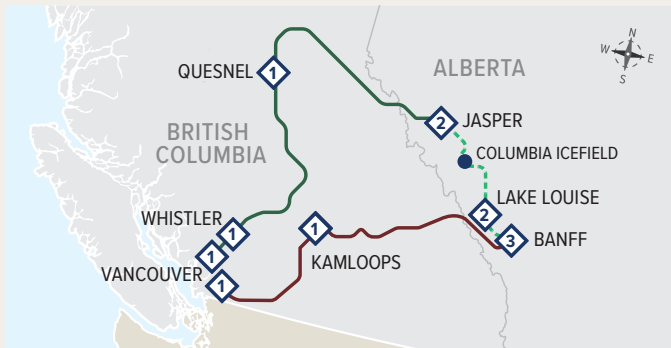 N
W E
S
ALBERTA
QUESNEL 1
2 JASPER
BRITISH
COLUMBIA
COLUMBIA ICEFIELD
LAKE LOUISE
2
WHISTLER 1
1
1
3 BANFF
KAMLOOPS
VANCOUVER
1